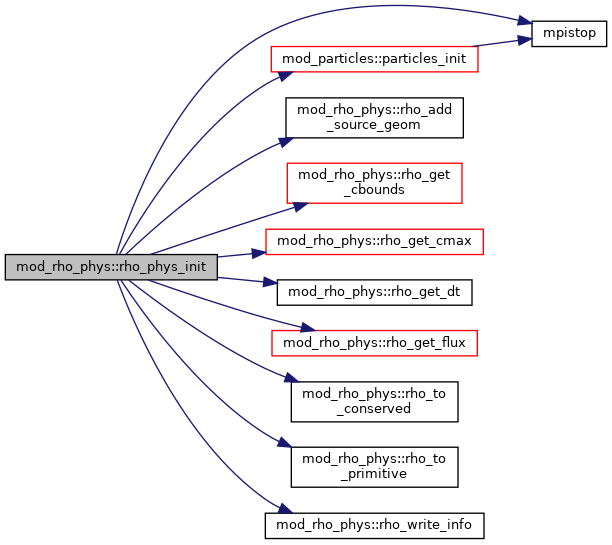 mpistop
mod_particles::particles_init
mod_rho_phys::rho_add
_source_geom
mod_rho_phys::rho_get
_cbounds
mod_rho_phys::rho_get_cmax
mod_rho_phys::rho_phys_init
mod_rho_phys::rho_get_dt
mod_rho_phys::rho_get_flux
mod_rho_phys::rho_to
_conserved
mod_rho_phys::rho_to
_primitive
mod_rho_phys::rho_write_info